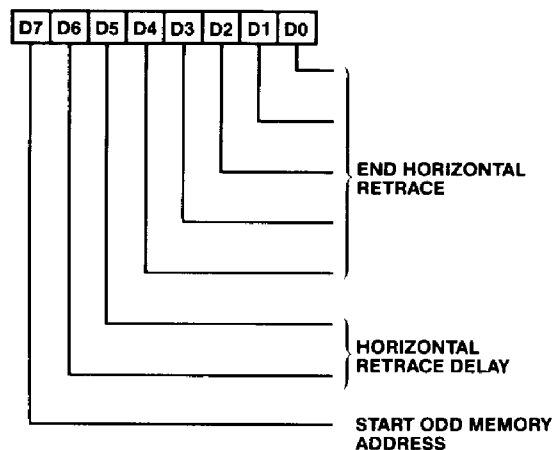 D7 D6 D5 D4 D3 D2 D1 D0
END HORIZONTAL
RETRACE
HORIZONTAL
RETRACE DELAY
START ODD MEMORY
ADDRESS